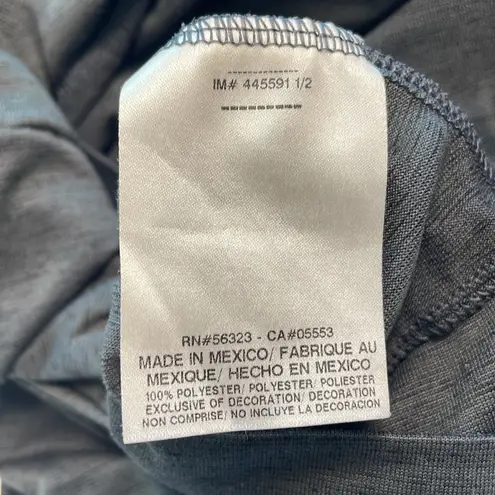 IM# 445591 1/2
RN#56323 - CA#05553
MADE IN MEXICO/ FABRIQUE AU
MEXIQUE/ HECHO EN MEXICO
100% POLYESTER/ POLYESTER/ POLIESTER
EXCLUSIVE OF DECORATION/ DECORATION
NON COMPRISE/ NO INCLUYE LA DECORACION